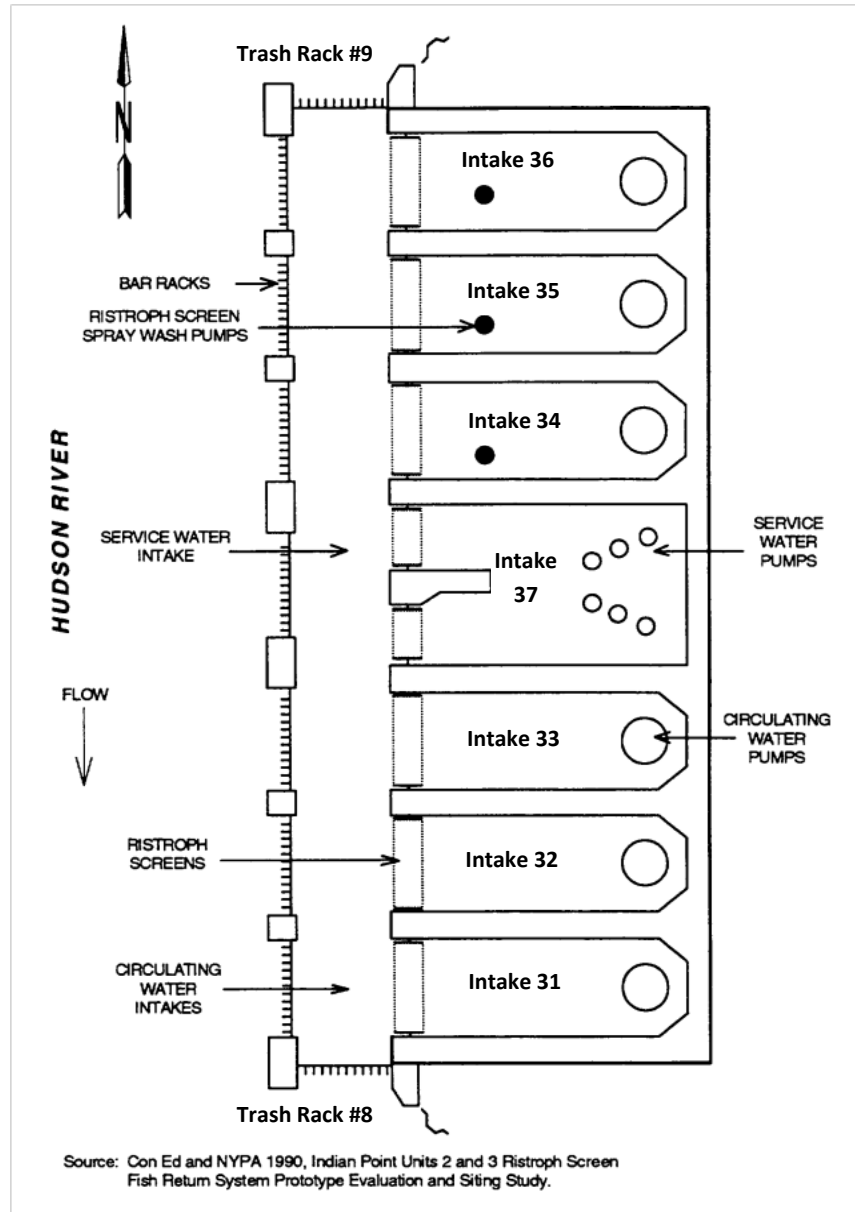 Trash Rack #9
N
Intake 36
BAR RACKS
Intake 35
RISTROPH SCREEN
SPRAY WASH PUMPS
Intake 34
HUDSON RIVER
SERVICE WATER
INTAKE
Intake
37
SERVICE
WATER
PUMPS
FLOW
Intake 33
CIRCULATING
WATER
PUMPS
RISTROPH
SCREENS
Intake 32
CIRCULATING
WATER
INTAKES
Intake 31
Trash Rack #8
Source: Con Ed and NYPA 1990, Indian Point Units 2 and 3 Ristroph Screen
Fish Return System Prototype Evaluation and Siting Study.